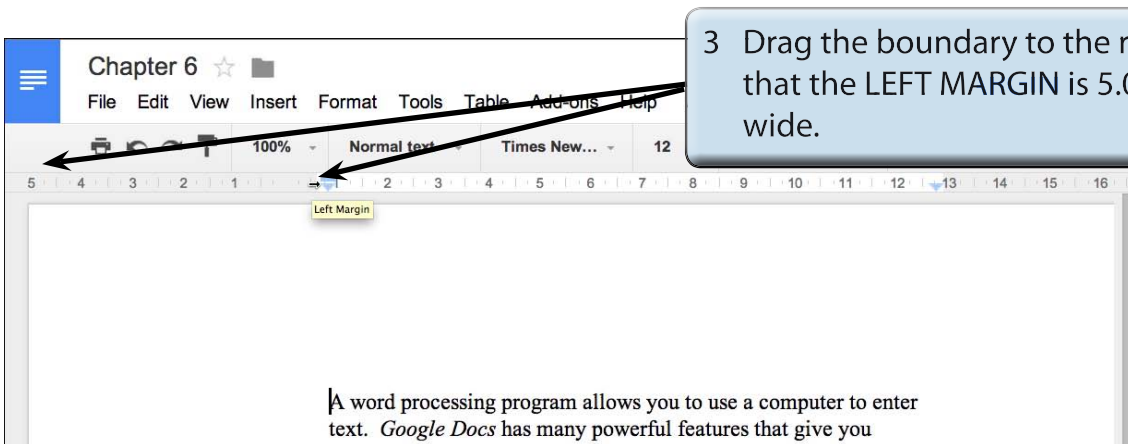 3 Drag the boundary to the r
that the LEFT MARGIN is 5.0
wide.
Chapter 6
File Edit View Insert Format Tools Table Add-ons Help
100% Normal text Times New... 12
5 4 3 2 1 1 2 3 4 5 6 7 8 9 10 11 12 13 14 15 16
Left Margin
A word processing program allows you to use a computer to enter
text. Google Docs has many powerful features that give you